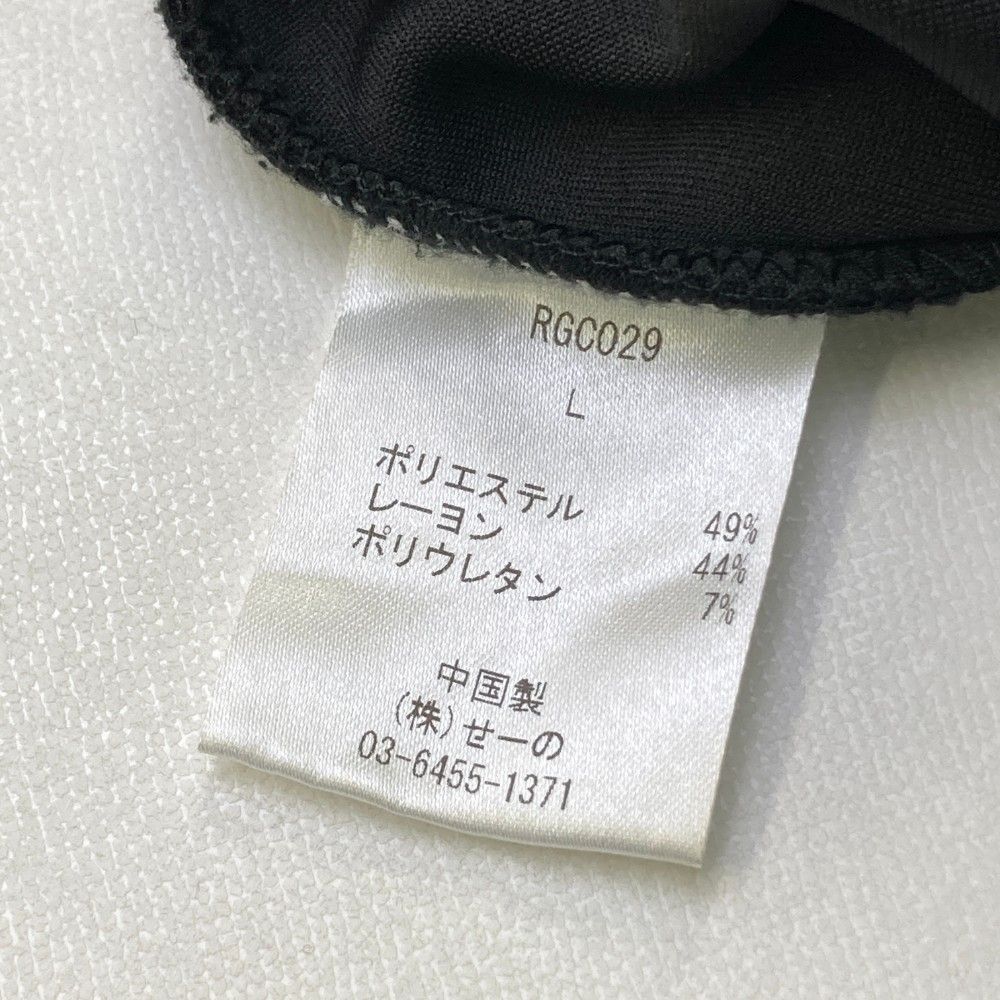 RGC029
L
ポリエステル 49%
レーヨン 44%
ポリウレタン 7%
中国製
(株)せーの
03-6455-1371